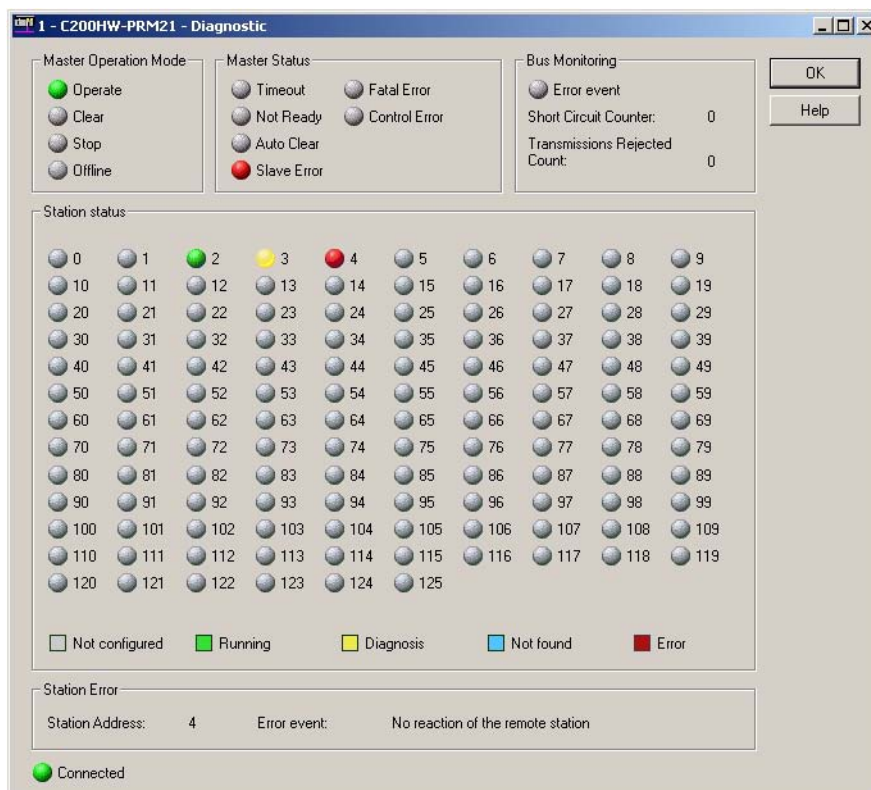 1 - C200HW-PRM21 - Diagnostic
Master Operation Mode
Operate
Clear
Stop
Offline
Master Status
Timeout
Not Ready
Auto Clear
Slave Error
Fatal Error
Control Error
Bus Monitoring
Error event
Short Circuit Counter: 0
Transmissions Rejected
Count: 0
OK
Help
Station status
0 1 2 3 4 5 6 7 8 9
10 11 12 13 14 15 16 17 18 19
20 21 22 23 24 25 26 27 28 29
30 31 32 33 34 35 36 37 38 39
40 41 42 43 44 45 46 47 48 49
50 51 52 53 54 55 56 57 58 59
60 61 62 63 64 65 66 67 68 69
70 71 72 73 74 75 76 77 78 79
80 81 82 83 84 85 86 87 88 89
90 91 92 93 94 95 96 97 98 99
100 101 102 103 104 105 106 107 108 109
110 111 112 113 114 115 116 117 118 119
120 121 122 123 124 125
Not configured Running Diagnosis Not found Error
Station Error
Station Address: 4 Error event: No reaction of the remote station
Connected